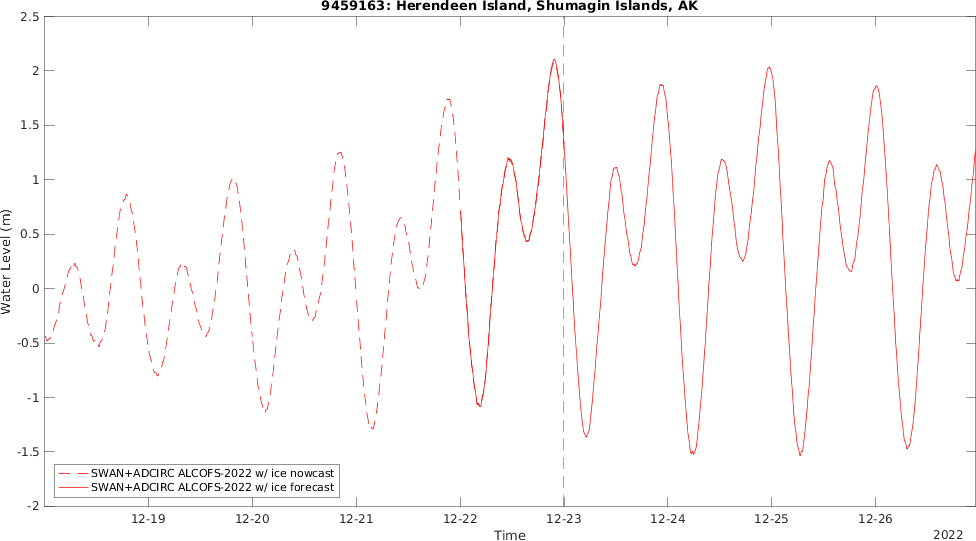 9459163: Herendeen Island, Shumagin Islands, AK
2.5
2
1.5
1
0.5
0
-0.5
-1
-1.5
-2
Water Level (m)
SWAN+ADCIRC ALCOFS-2022 w/ ice nowcast
SWAN+ADCIRC ALCOFS-2022 w/ ice forecast
12-19 12-20 12-21 12-22 12-23 12-24 12-25 12-26
Time
2022